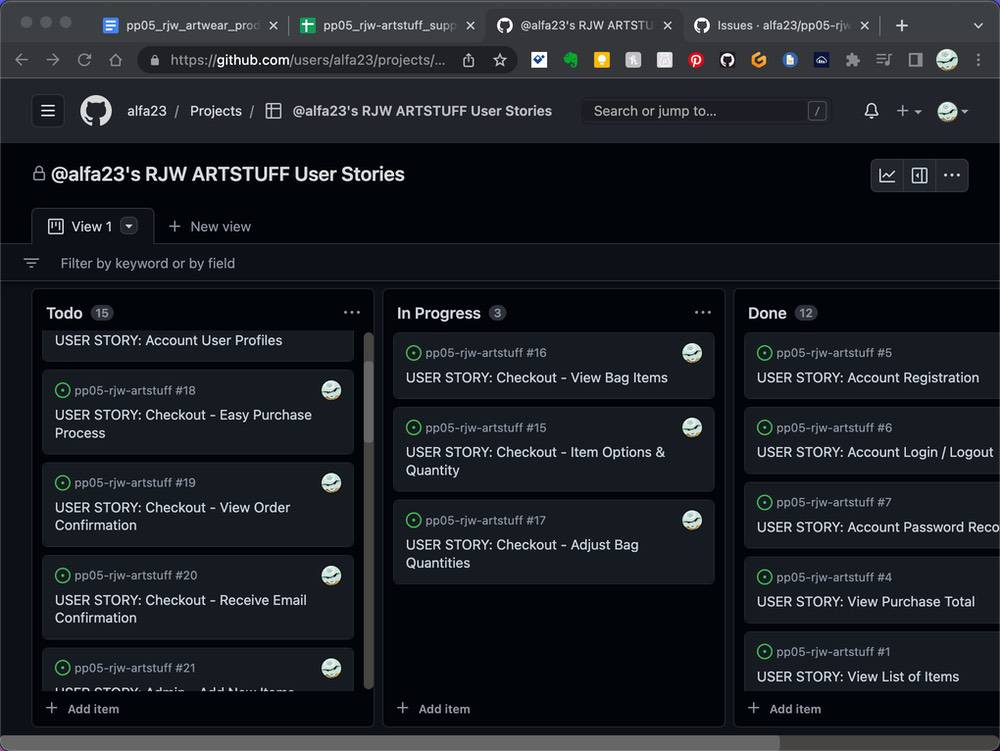 pp05_rjw_artwear_prod
pp05_rjw-artstuff_supp
@alfa23's RJW ARTSTU
Issues · alfa23/pp05-rjw
https://github.com/users/alfa23/projects/...
alfa23 / Projects / @alfa23's RJW ARTSTUFF User Stories
Search or jump to... /
@alfa23's RJW ARTSTUFF User Stories
View 1
New view
Filter by keyword or by field
Todo 15
USER STORY: Account User Profiles
pp05-rjw-artstuff #18
USER STORY: Checkout - Easy Purchase
Process
pp05-rjw-artstuff #19
USER STORY: Checkout - View Order
Confirmation
pp05-rjw-artstuff #20
USER STORY: Checkout - Receive Email
Confirmation
pp05-rjw-artstuff #21
USER STORY: Admin - Add New Items
+ Add item
In Progress 3
pp05-rjw-artstuff #16
USER STORY: Checkout - View Bag Items
pp05-rjw-artstuff #15
USER STORY: Checkout - Item Options &
Quantity
pp05-rjw-artstuff #17
USER STORY: Checkout - Adjust Bag
Quantities
+ Add item
Done 12
pp05-rjw-artstuff #5
USER STORY: Account Registration
pp05-rjw-artstuff #6
USER STORY: Account Login / Logout
pp05-rjw-artstuff #7
USER STORY: Account Password Reco
pp05-rjw-artstuff #4
USER STORY: View Purchase Total
pp05-rjw-artstuff #1
USER STORY: View List of Items
+ Add item